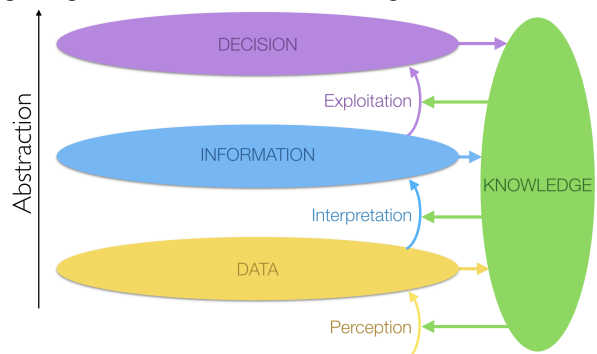 DECISION
Exploitation
Abstraction
INFORMATION
KNOWLEDGE
Interpretation
DATA
Perception